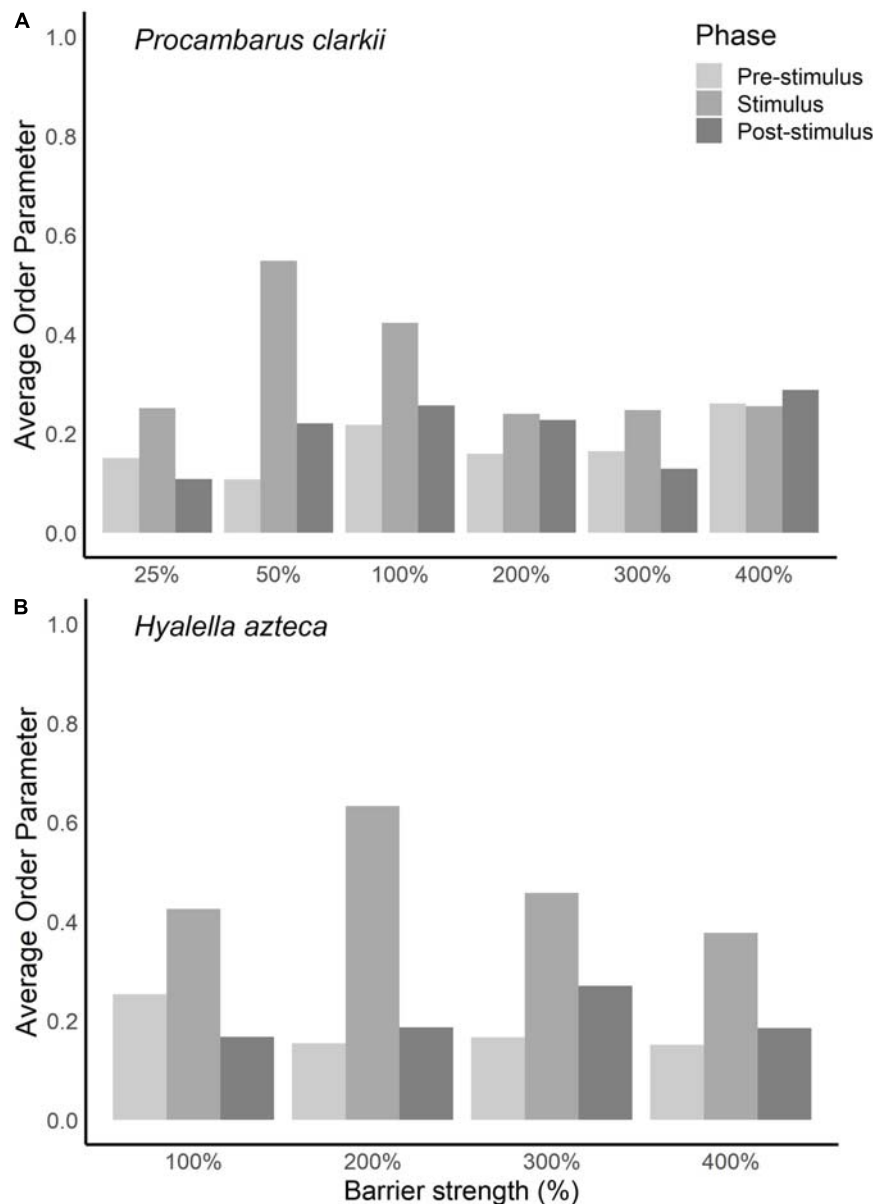 A
Procambarus clarkii
Phase
Pre-stimulus
Stimulus
Post-stimulus
Average Order Parameter
1.0
0.8
0.6
0.4
0.2
0.0
25% 50% 100% 200% 300% 400%
B
Hyalella azteca
Average Order Parameter
1.0
0.8
0.6
0.4
0.2
0.0
100% 200% 300% 400%
Barrier strength (%)